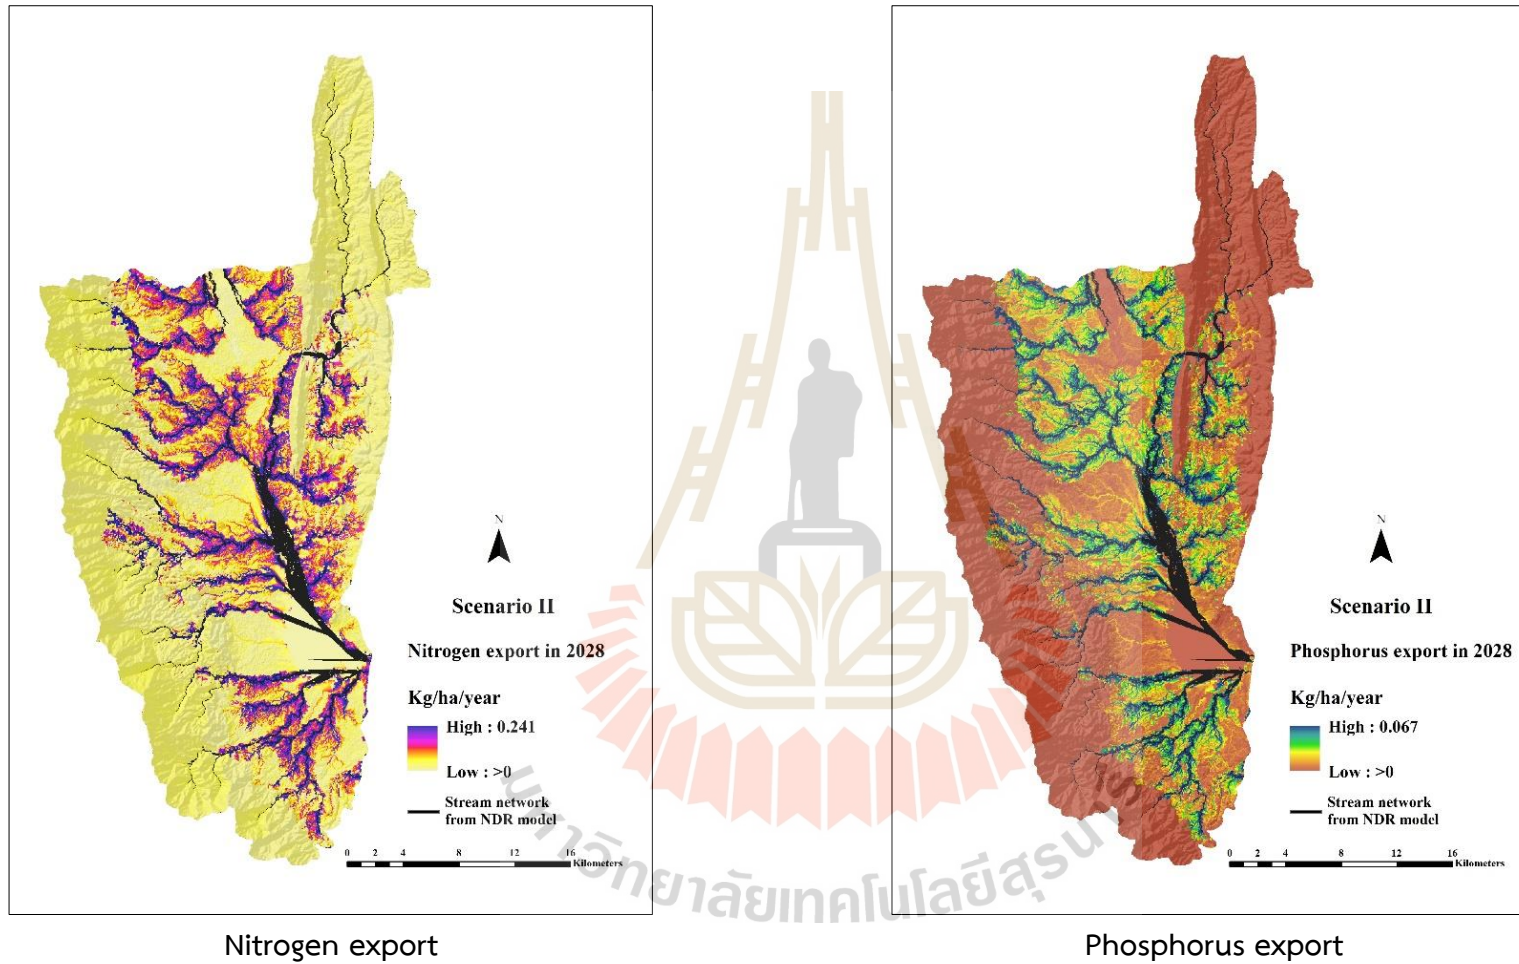 N
Scenario II
Nitrogen export in 2028
Kg/ha/year
High : 0.241
Low : >0
Stream network
from NDR model
0 2 4 8 12 16
Kilometers
Nitrogen export
N
Scenario II
Phosphorus export in 2028
Kg/ha/year
High : 0.067
Low : >0
Stream network
from NDR model
0 2 4 8 12 16
Kilometers
Phosphorus export
มหาวิทยาลัยเทคโนโลยีสุรนารี